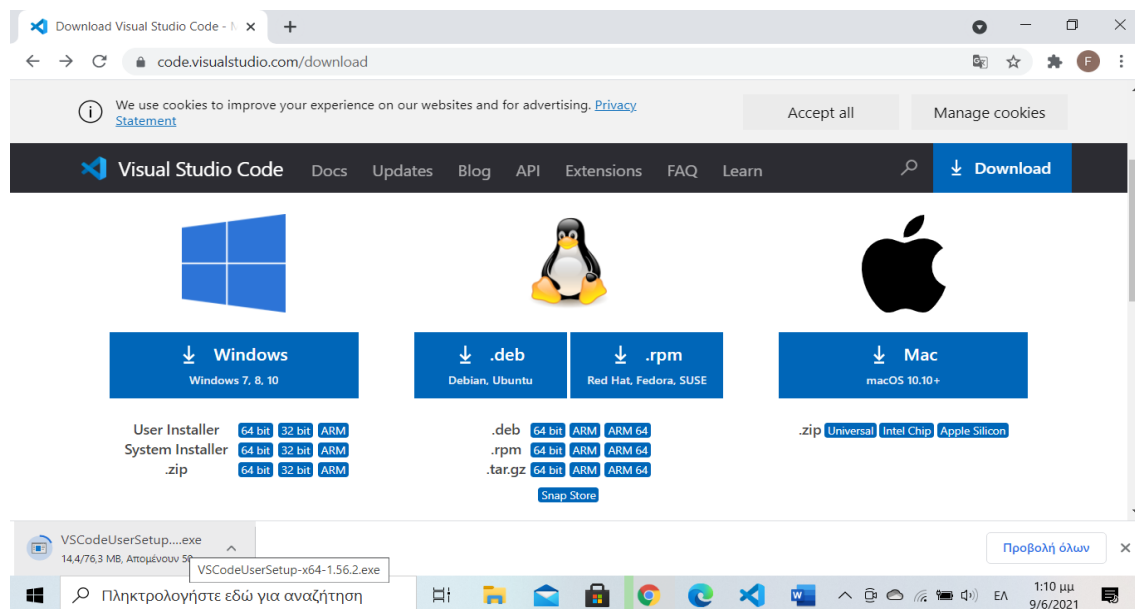 Download Visual Studio Code -
code.visualstudio.com/download
F
We use cookies to improve your experience on our websites and for advertising. Privacy Statement
Accept all
Manage cookies
Visual Studio Code
Docs
Updates
Blog
API
Extensions
FAQ
Learn
Download
Windows
Windows 7, 8, 10
.deb
Debian, Ubuntu
.rpm
Red Hat, Fedora, SUSE
Mac
macOS 10.10+
User Installer 64 bit 32 bit ARM
System Installer 64 bit 32 bit ARM
.zip 64 bit 32 bit ARM
.deb 64 bit ARM ARM 64
.rpm 64 bit ARM ARM 64
.tar.gz 64 bit ARM ARM 64
Snap Store
.zip Universal Intel Chip Apple Silicon
VSCodeUserSetup....exe
14,4/76,3 MB, Απομένουν
VSCodeUserSetup-x64-1.56.2.exe
Προβολή όλων
Πληκτρολογήστε εδώ για αναζήτηση
ΕΛ
1:10 μμ
9/6/2021